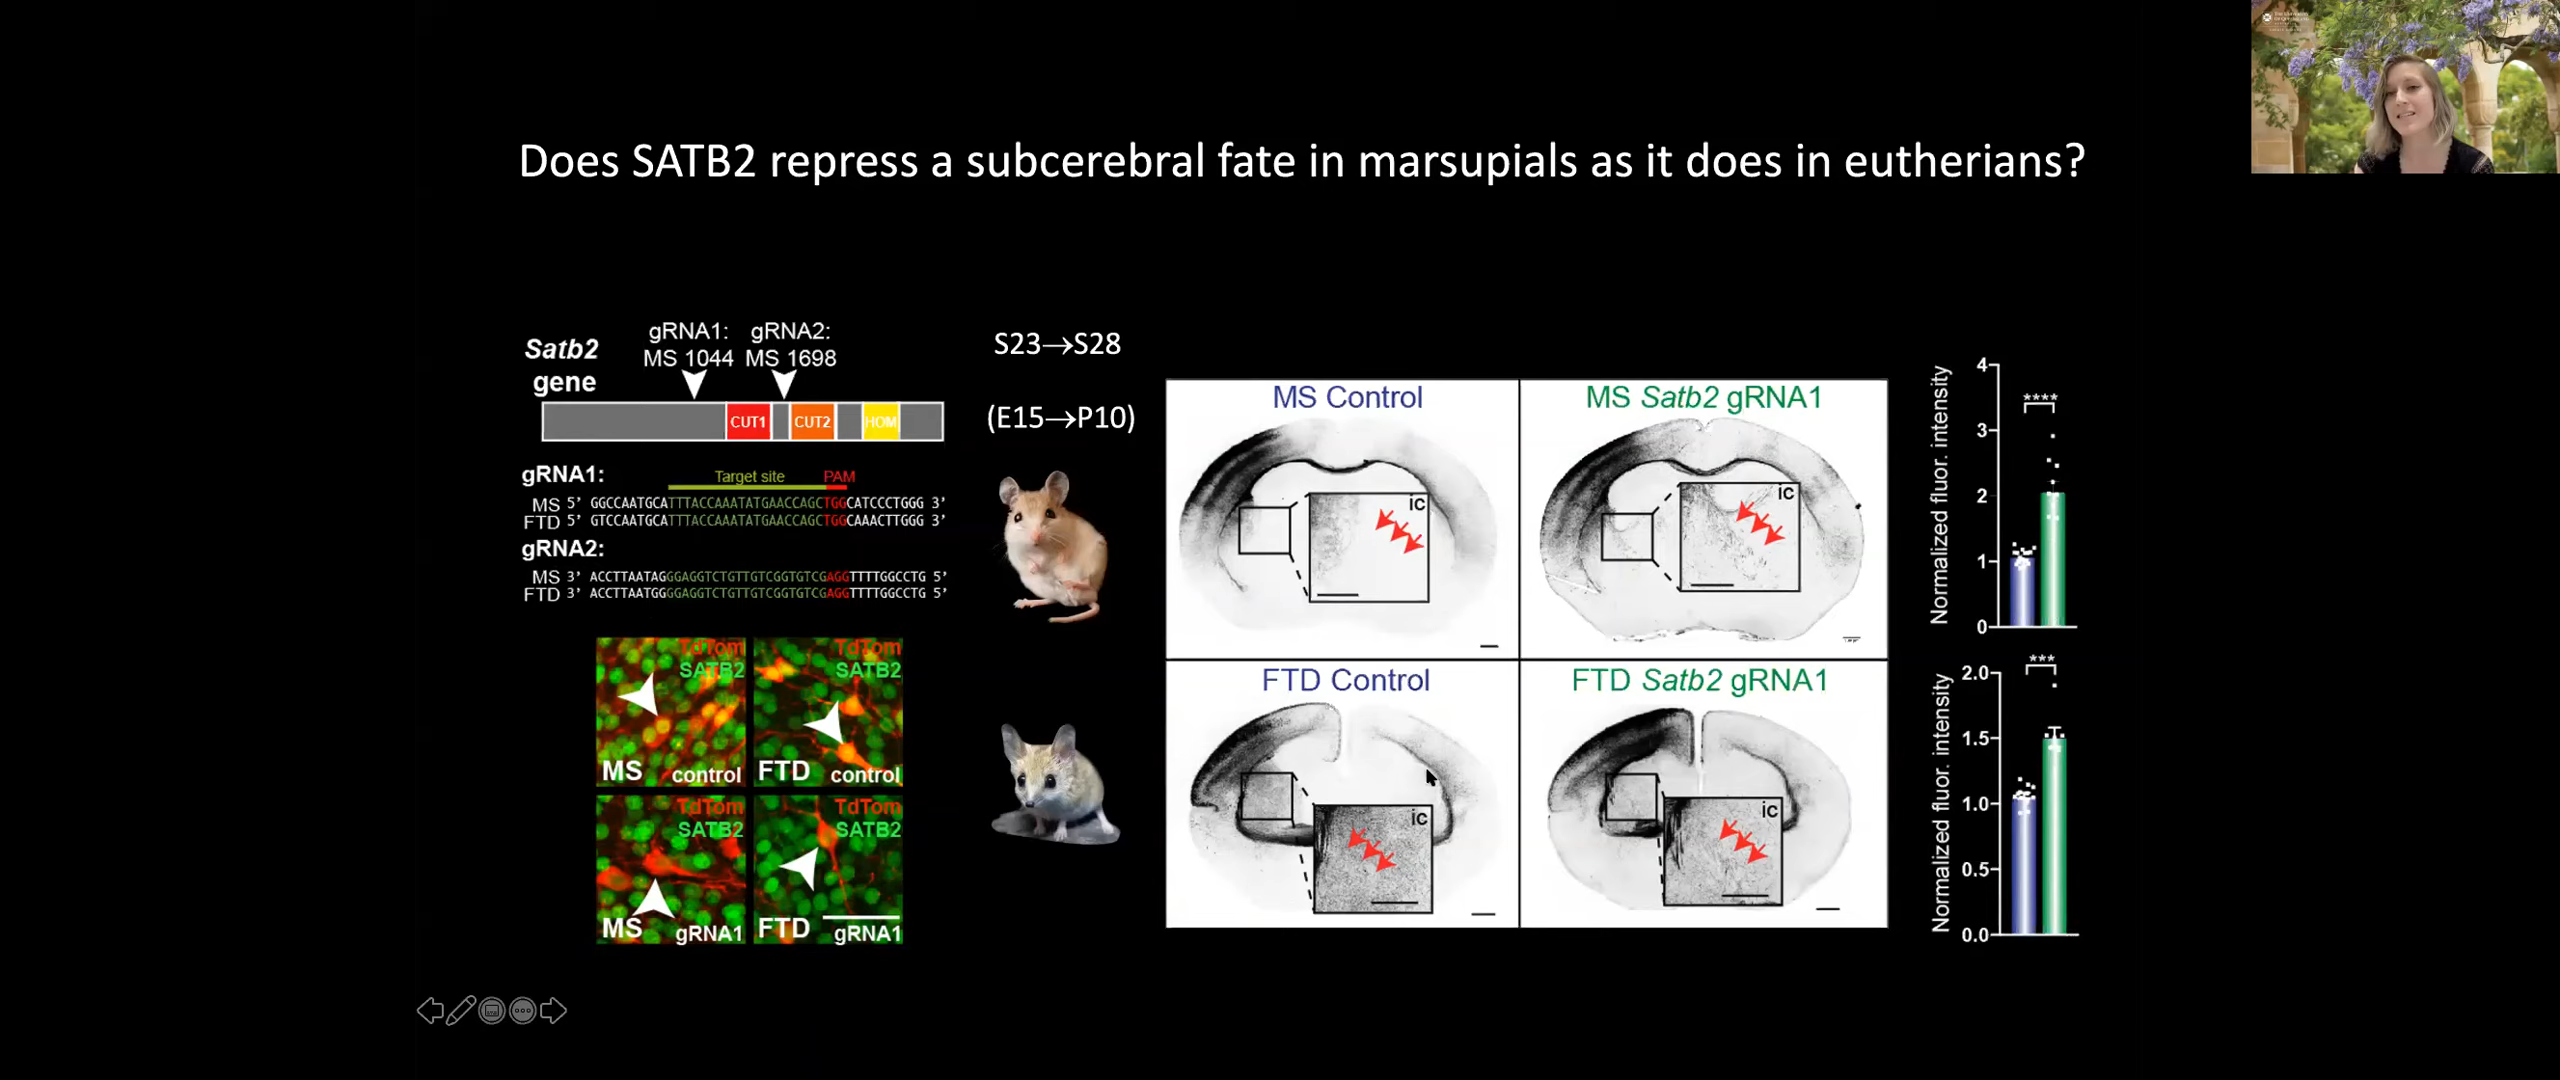 Does SATB2 repress a subcerebral fate in marsupials as it does in eutherians?
Satb2
gene
gRNA1:
MS 1044
gRNA2:
MS 1698
CUT1
CUT2
HOM
gRNA1:
Target site
PAM
MS 5’ GGCCAATGCATTTACCAAATATGAACCAGCTGGCATCCCTGGG 3’
FTD 5’ GTCCAATGCATTTACCAAATATGAACCAGCTGGCAAACTTGGG 3’
gRNA2:
MS 3’ ACCTTAATAGGGAGGTCTGTTGTCGGTGTCGAGGTTTTGGCCTG 5’
FTD 3’ ACCTTAATGGGGAGGTCTGTTGTCGGTGTCGAGGTTTTGGCCTG 5’
TdTom
SATB2
MS
control
TdTom
SATB2
FTD
control
TdTom
SATB2
MS
gRNA1
TdTom
SATB2
FTD
gRNA1
S23→S28
(E15→P10)
MS Control
ic
MS Satb2 gRNA1
ic
FTD Control
ic
FTD Satb2 gRNA1
ic
Normalized fluor. intensity
4
3
2
1
0
****
Normalized fluor. intensity
2.0
1.5
1.0
0.5
0.0
***